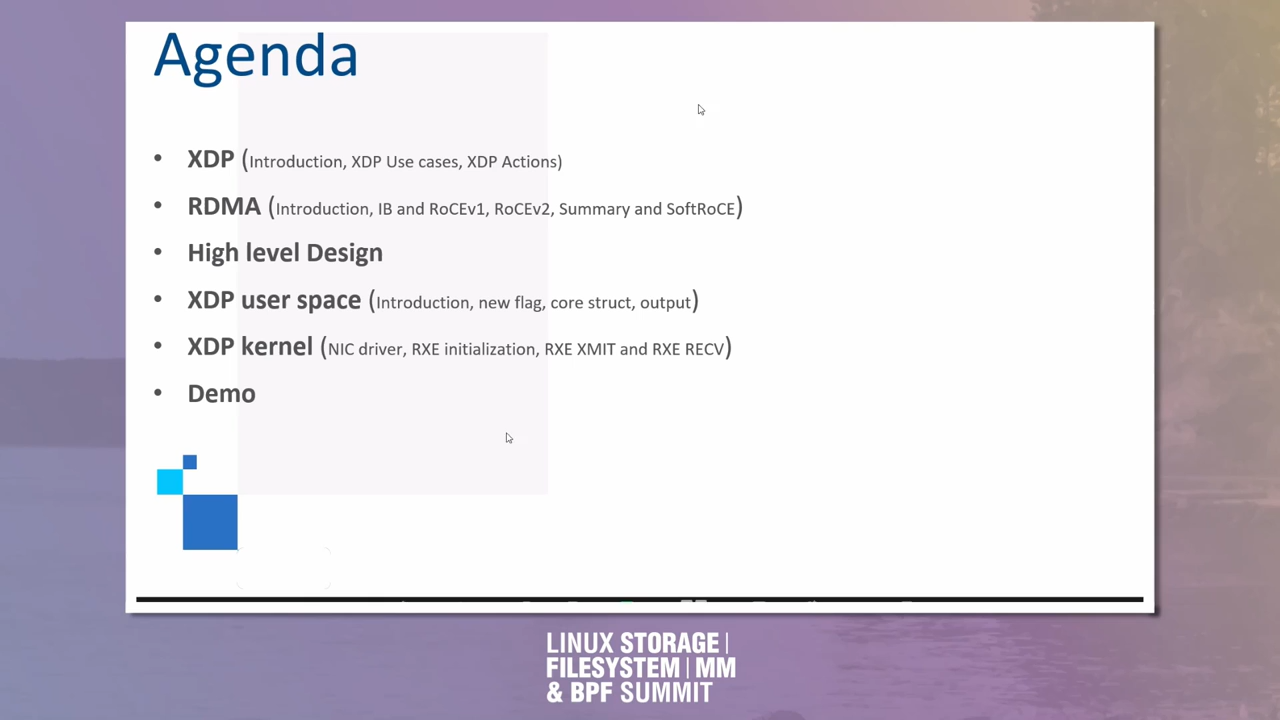 Agenda
• XDP (Introduction, XDP Use cases, XDP Actions)
• RDMA (Introduction, IB and RoCEv1, RoCEv2, Summary and SoftRoCE)
• High level Design
• XDP user space (Introduction, new flag, core struct, output)
• XDP kernel (NIC driver, RXE initialization, RXE XMIT and RXE RECV)
• Demo
LINUX STORAGE |
FILESYSTEM | MM
& BPF SUMMIT